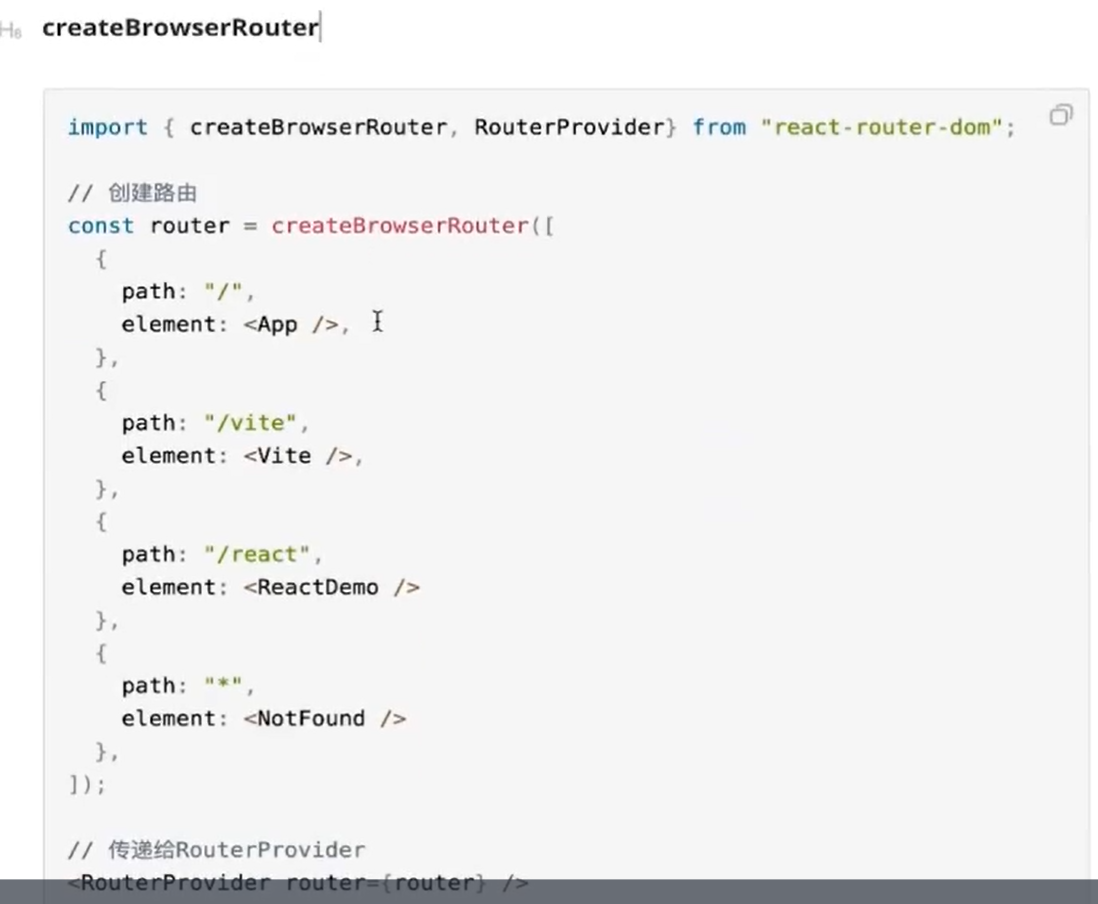 H6 createBrowserRouter
import { createBrowserRouter, RouterProvider} from "react-router-dom";
// 创建路由
const router = createBrowserRouter([
{
path: "/",
element: <App />,
},
{
path: "/vite",
element: <Vite />,
},
{
path: "/react",
element: <ReactDemo />
},
{
path: "*",
element: <NotFound />
},
]);
// 传递给RouterProvider
<RouterProvider router={router} />